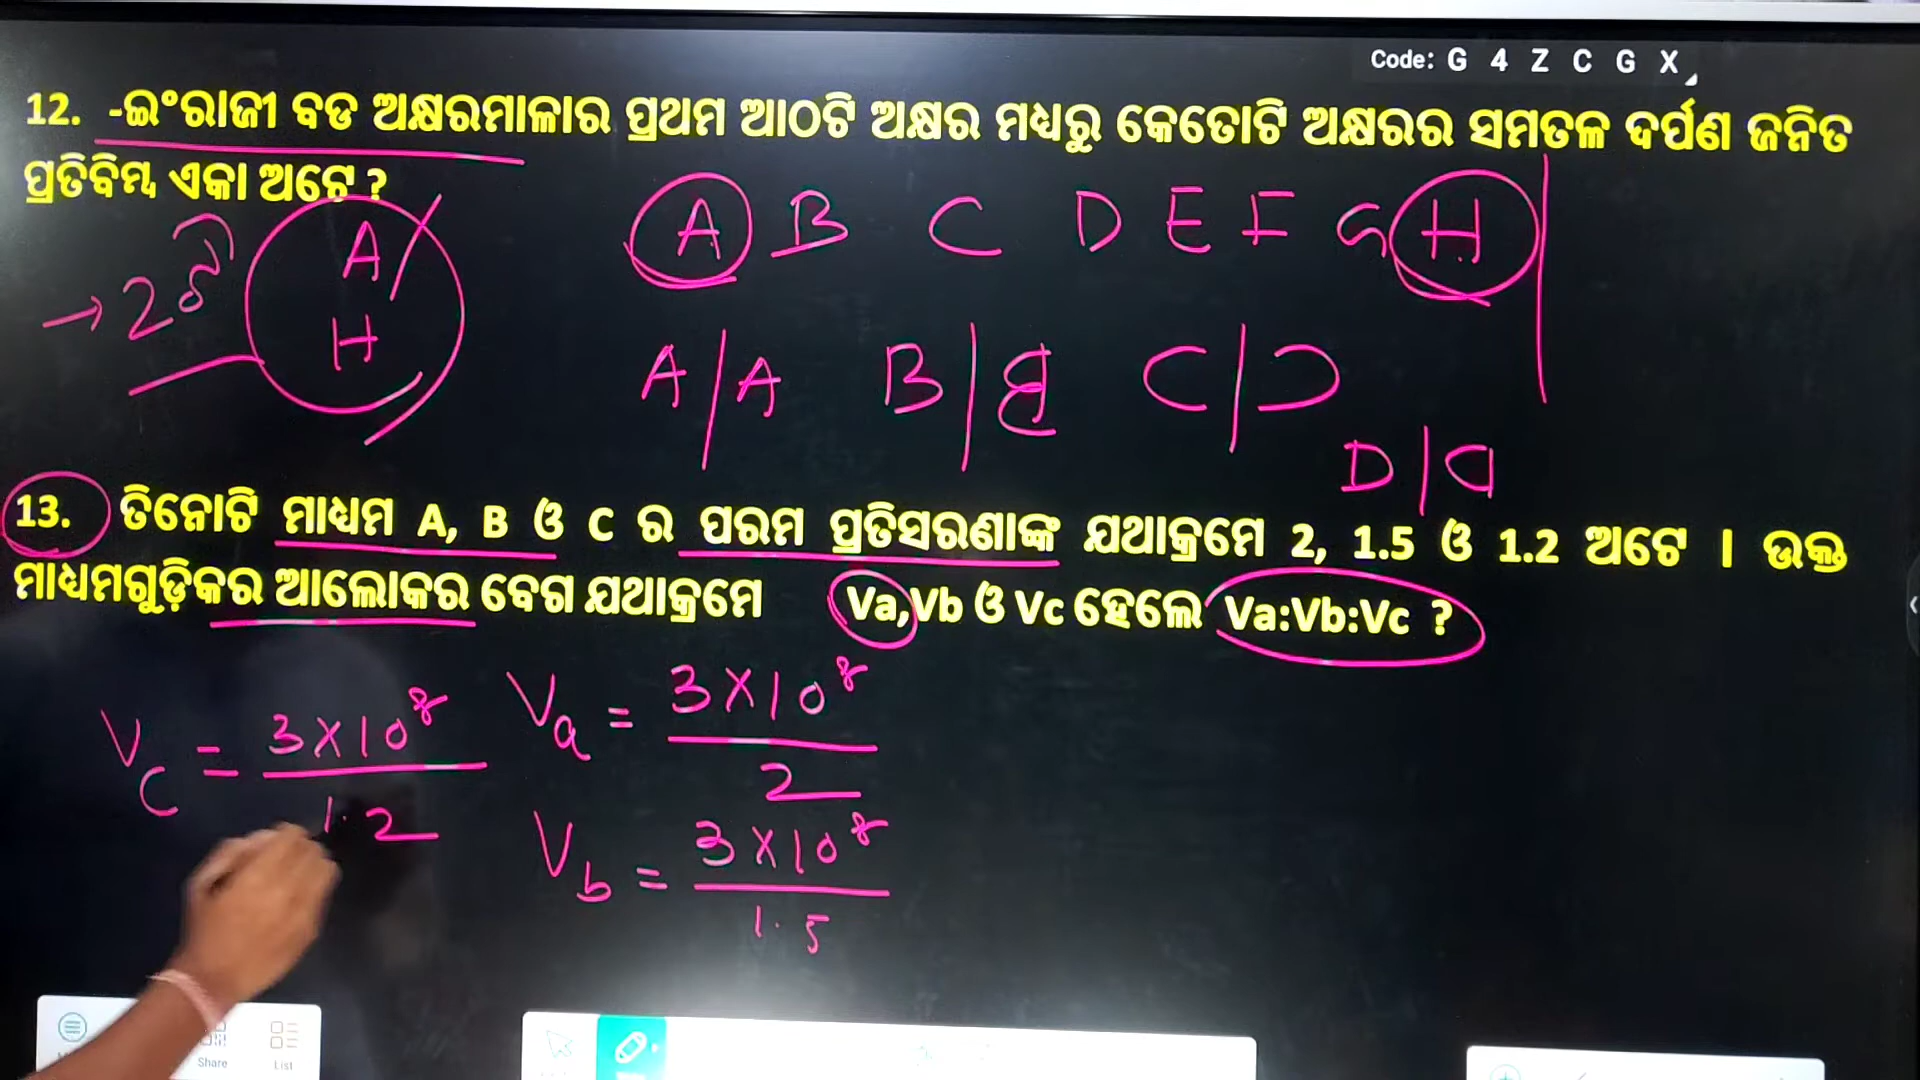 Code: G 4 Z C G X
12. -ଇଂରାଜୀ ବଡ ଅକ୍ଷରମାଳାର ପ୍ରଥମ ଆଠଟି ଅକ୍ଷର ମଧ୍ୟରୁ କେତୋଟି ଅକ୍ଷରର ସମତଳ ଦର୍ପଣ ଜନିତ
ପ୍ରତିବିମ୍ବ ଏକା ଅଟେ ?
A B C D E F G H
A
H
→ 2ଟି
A | A B | C |
D |
13. ତିନୋଟି ମାଧ୍ୟମ A, B ଓ C ର ପରମ ପ୍ରତିସରଣାଙ୍କ ଯଥାକ୍ରମେ 2, 1.5 ଓ 1.2 ଅଟେ । ଉକ୍ତ
ମାଧ୍ୟମଗୁଡ଼ିକର ଆଲୋକର ବେଗ ଯଥାକ୍ରମେ Va,Vb ଓ Vc ହେଲେ Va:Vb:Vc ?
Vc = 3×10⁸ / 1.2
Va = 3×10⁸ / 2
Vb = 3×10⁸ / 1.5
Share
List